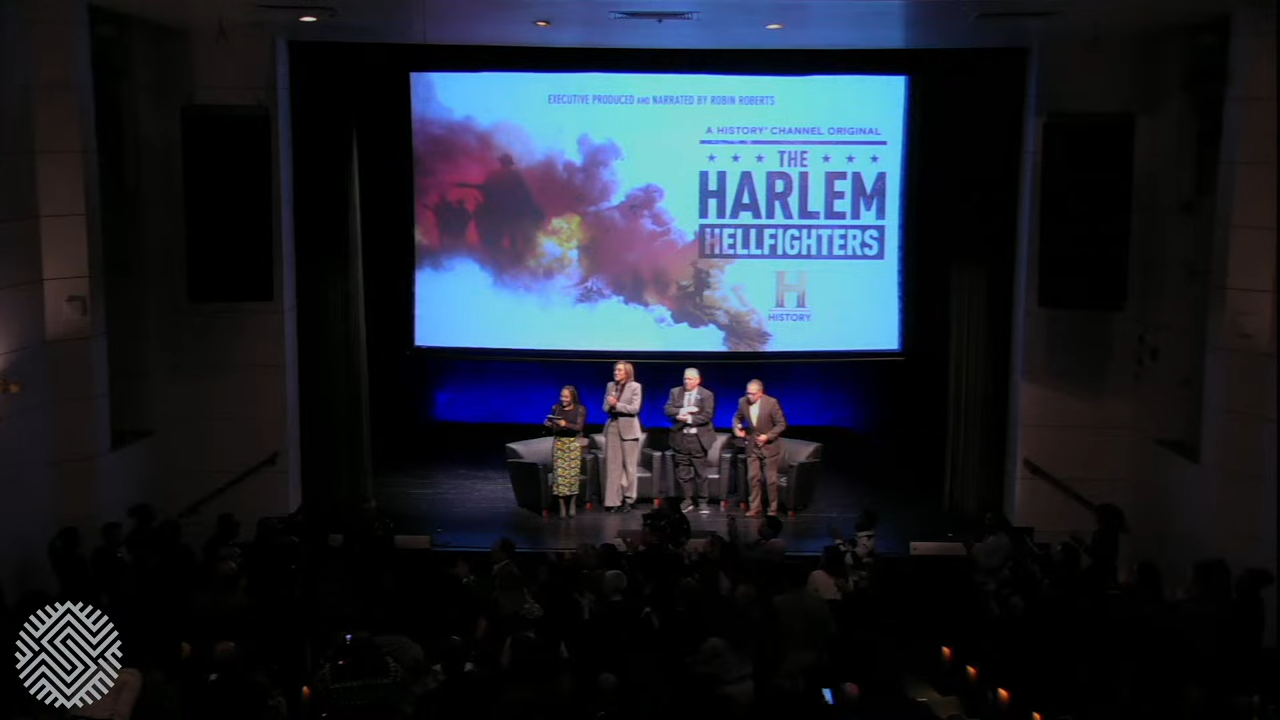 EXECUTIVE PRODUCED AND NARRATED BY ROBIN ROBERTS
A HISTORY® CHANNEL ORIGINAL
THE
HARLEM
HELLFIGHTERS
H
HISTORY